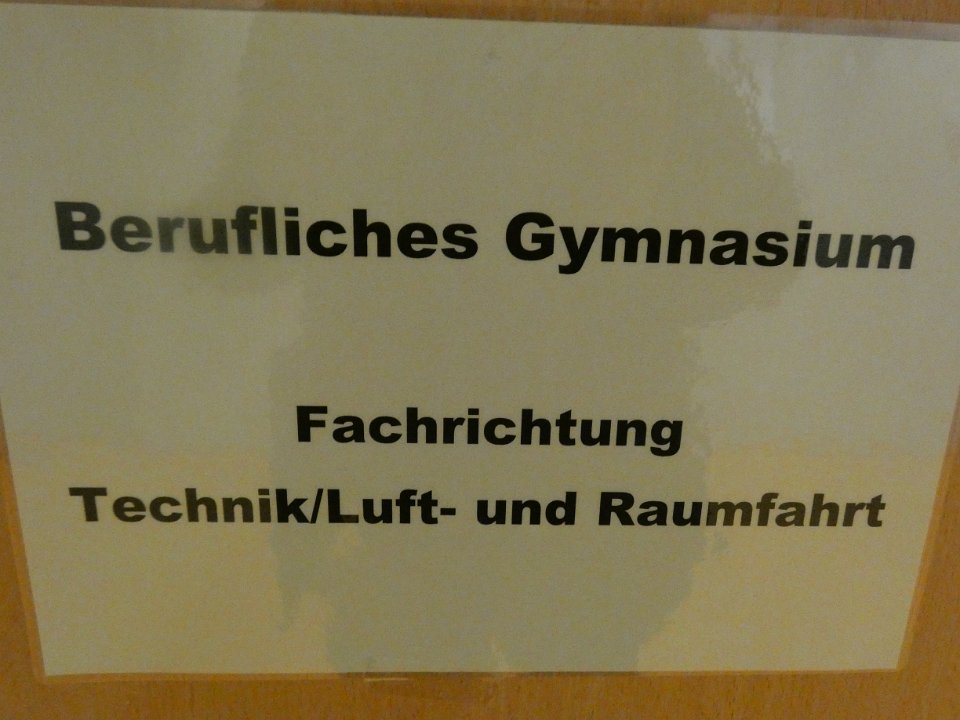 Berufliches Gymnasium
Fachrichtung
Technik/Luft- und Raumfahrt